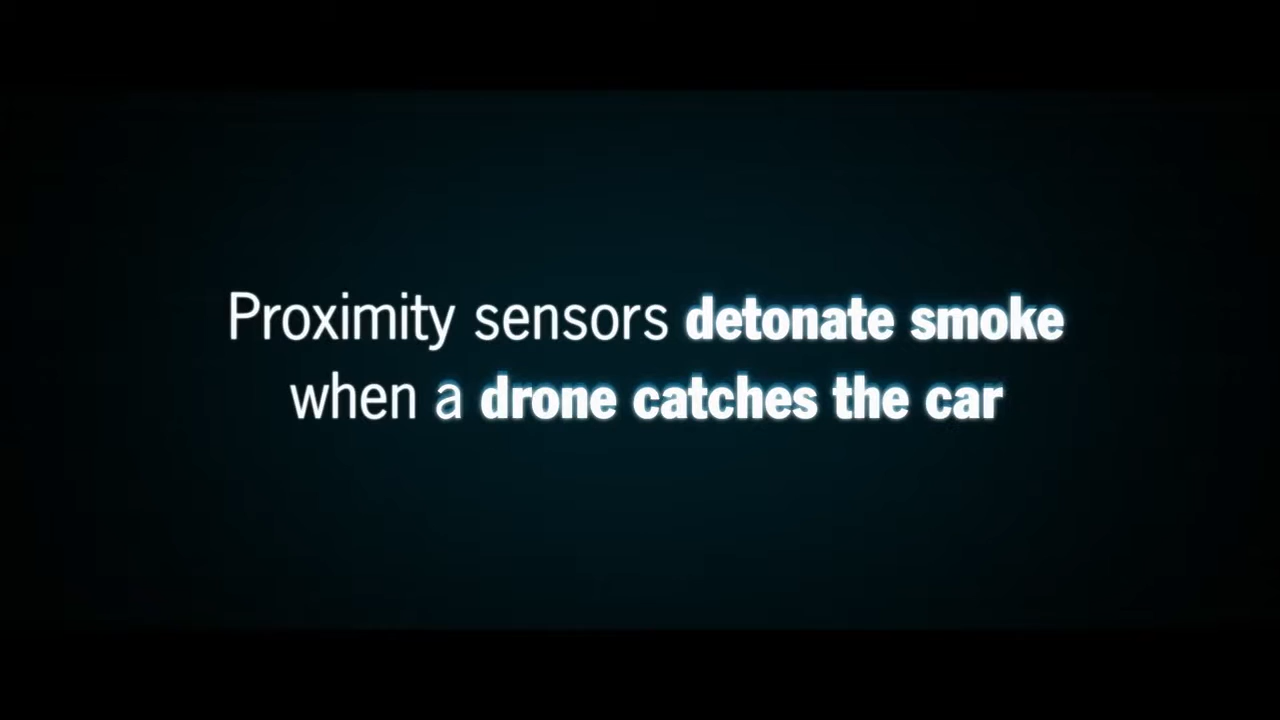 Proximity sensors detonate smoke
when a drone catches the car